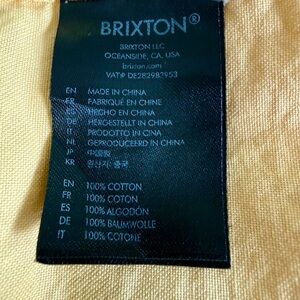 BRIXTON®
BRIXTON LLC
OCEANSIDE, CA, USA
brixton.com
VAT# DE282982953
EN MADE IN CHINA
FR FABRIQUÉ EN CHINE
ES HECHO EN CHINA
DE HERGESTELLT IN CHINA
IT PRODOTTO IN CINA
NL GEPRODUCEERD IN CHINA
JP 中国製
KR 원산지: 중국
EN 100% COTTON
FR 100% COTON
ES 100% ALGODÓN
DE 100% BAUMWOLLE
IT 100% COTONE